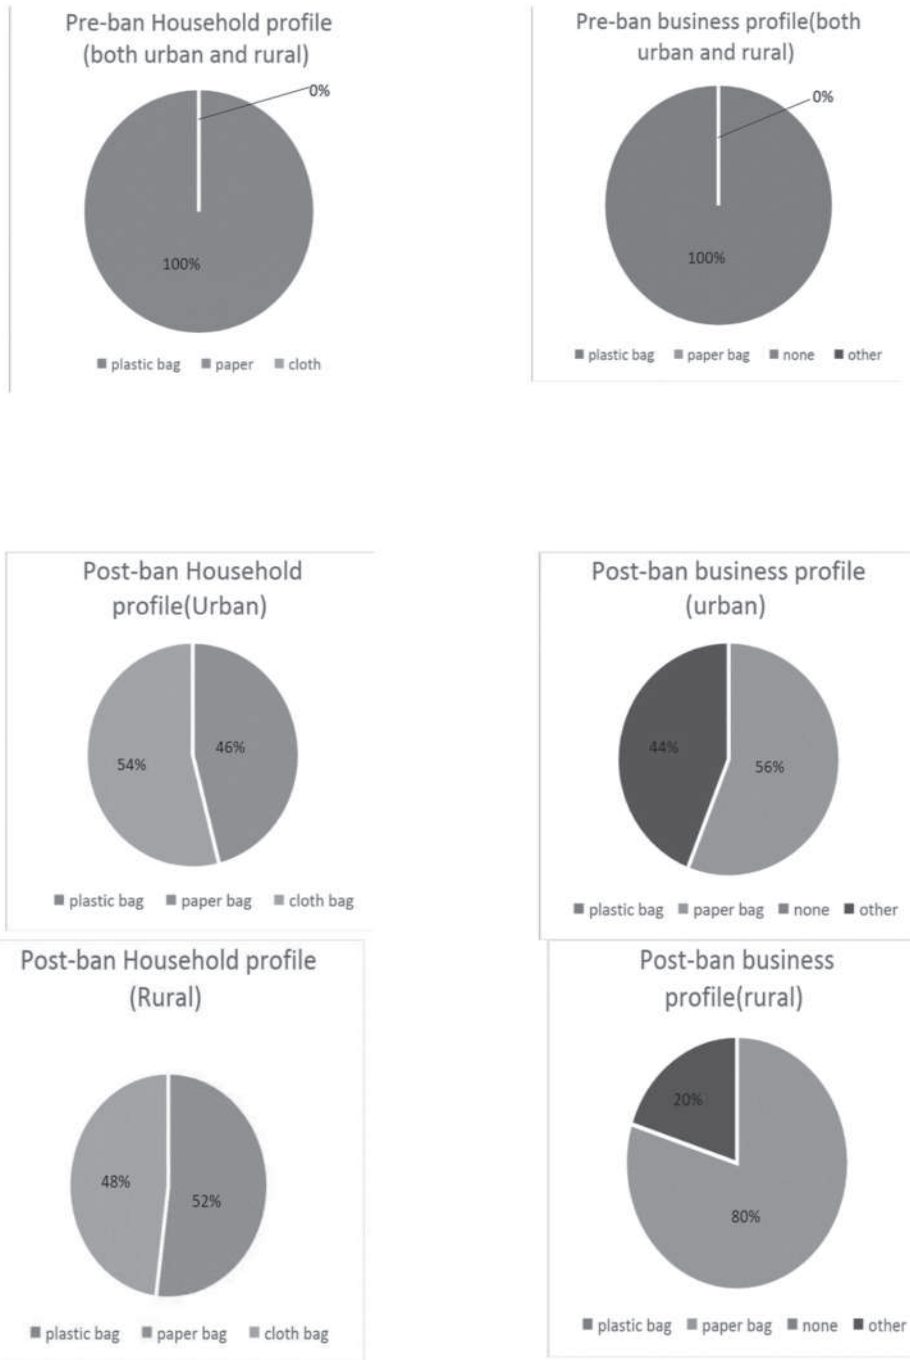 Pre-ban Household profile
(both urban and rural)
0%
100%
■ plastic bag ■ paper ■ cloth
Pre-ban business profile(both
urban and rural)
0%
100%
■ plastic bag ■ paper bag ■ none ■ other
Post-ban Household
profile(Urban)
54%
46%
■ plastic bag ■ paper bag ■ cloth bag
Post-ban business profile
(urban)
44%
56%
■ plastic bag ■ paper bag ■ none ■ other
Post-ban Household profile
(Rural)
48%
52%
■ plastic bag ■ paper bag ■ cloth bag
Post-ban business
profile(rural)
20%
80%
■ plastic bag ■ paper bag ■ none ■ other